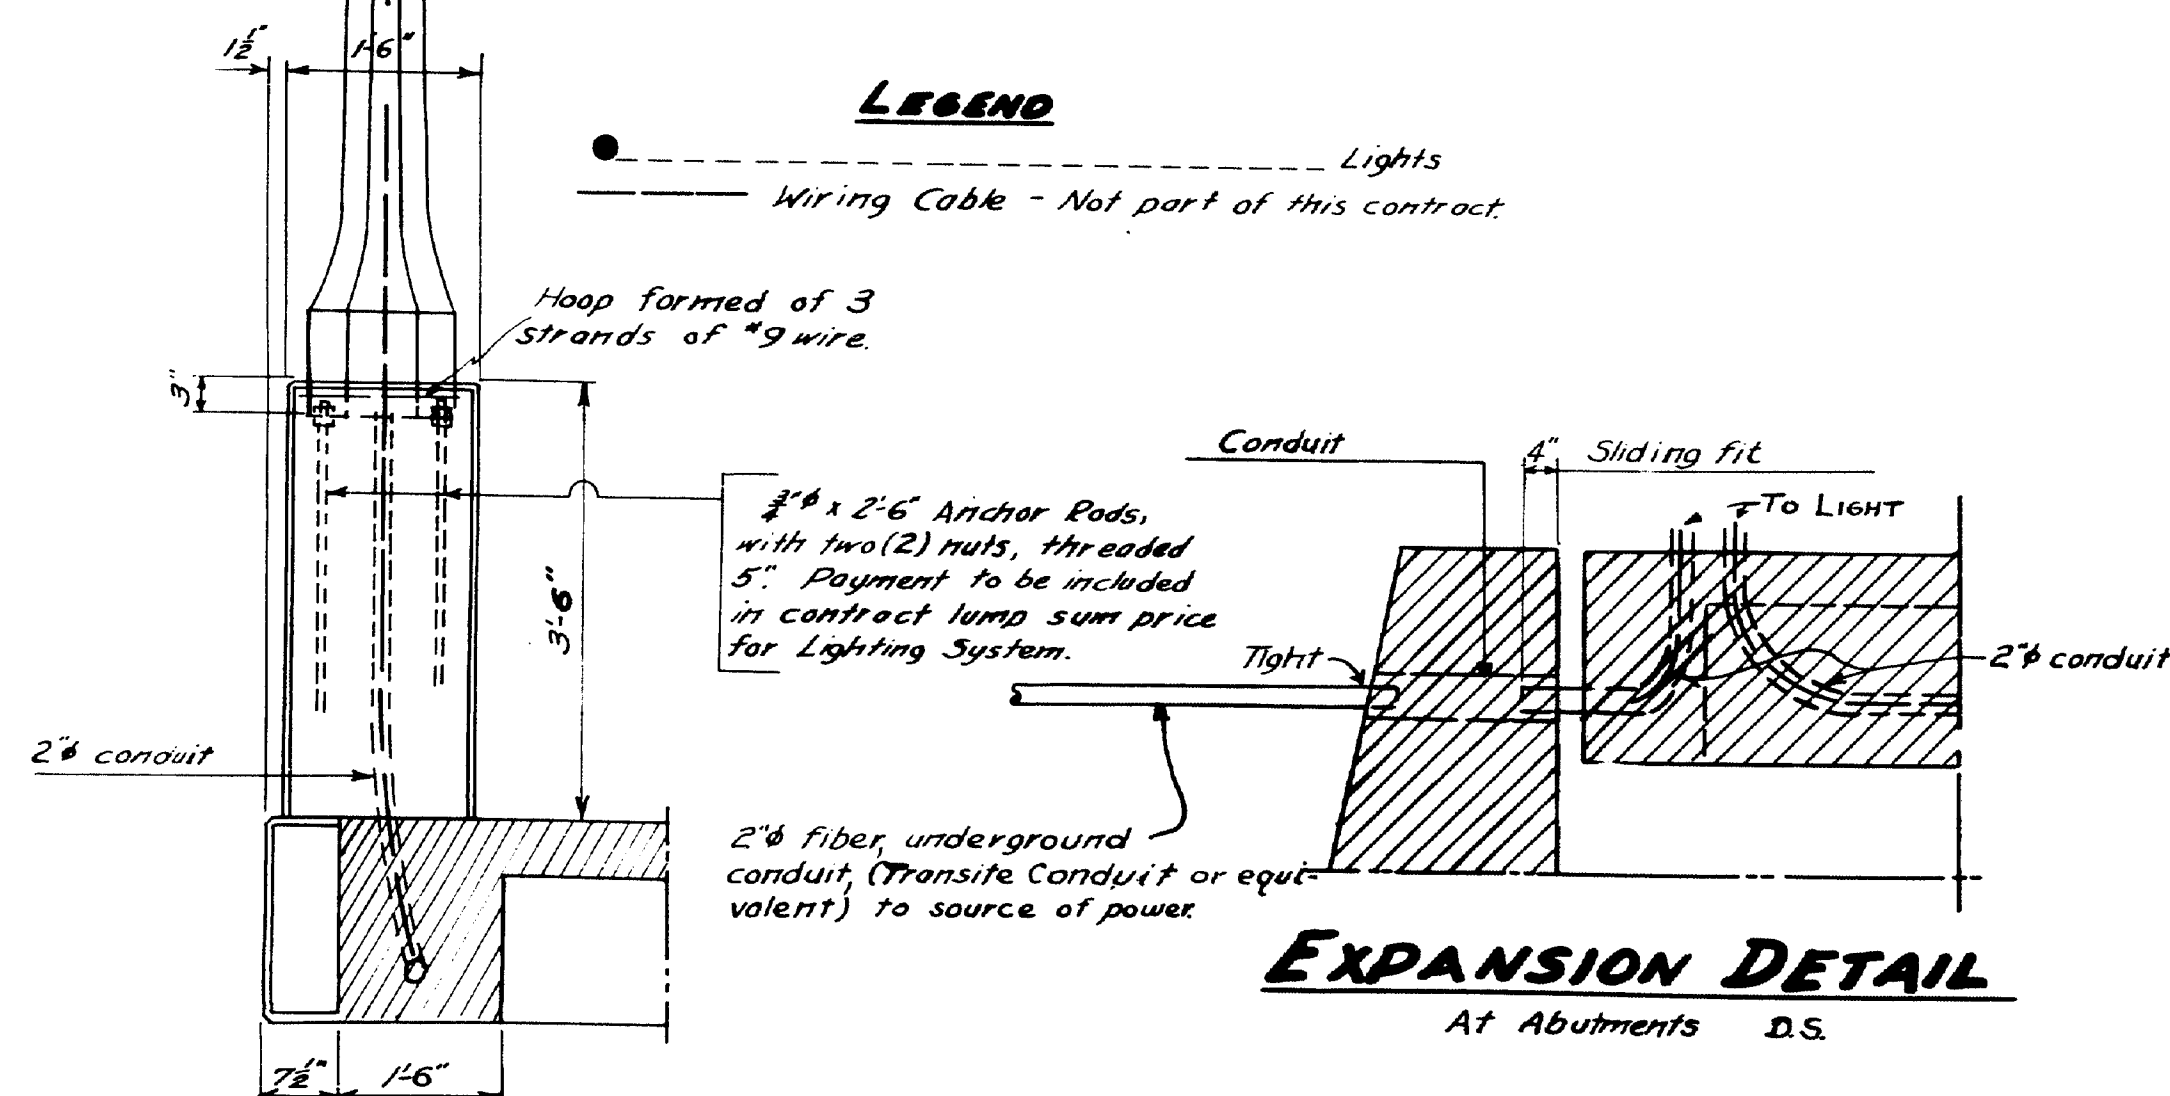 1½"
1'-6"
LEGEND
Lights
Wiring Cable - Not part of this contract.
Hoop formed of 3
strands of #9 wire.
3"
Conduit
4" Sliding fit
To LIGHT
¾"φ x 2'-6" Anchor Rods,
with two (2) nuts, threaded
5". Payment to be included
in contract lump sum price
for Lighting System.
3'-6"
Tight
2"φ conduit
2"φ conduit
2"φ fiber, underground
conduit, (Transite Conduit or equi-
valent) to source of power.
EXPANSION DETAIL
At Abutments D.S.
7½"
1'-6"